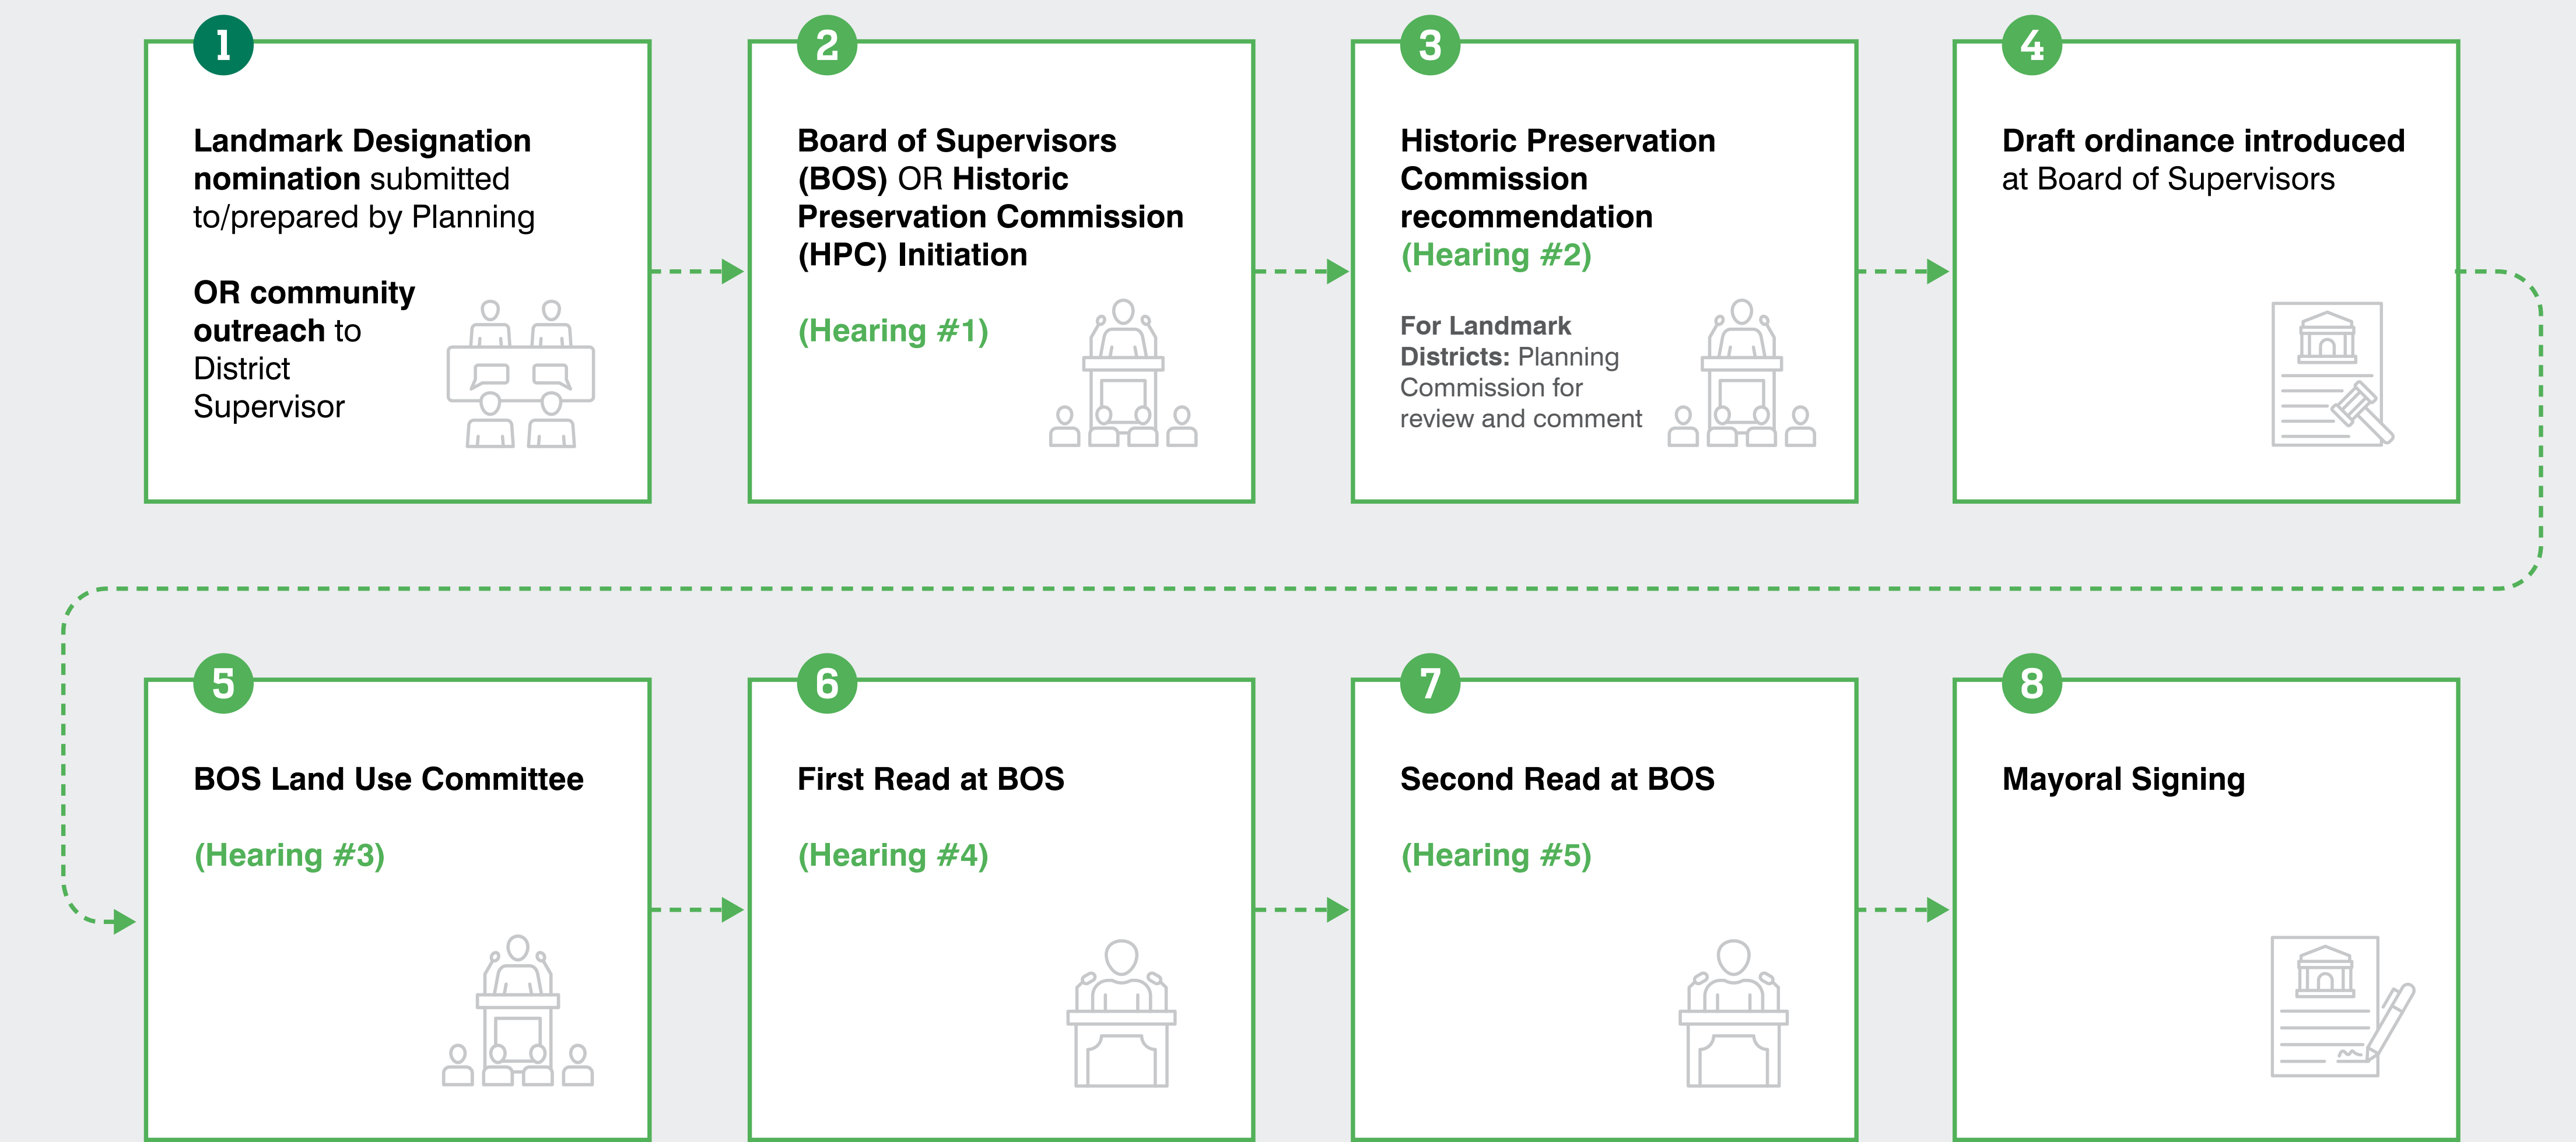 1
Landmark Designation
nomination submitted
to/prepared by Planning
OR community
outreach to
District
Supervisor
2
Board of Supervisors
(BOS) OR Historic
Preservation Commission
(HPC) Initiation
(Hearing #1)
3
Historic Preservation
Commission
recommendation
(Hearing #2)
For Landmark
Districts: Planning
Commission for
review and comment
4
Draft ordinance introduced
at Board of Supervisors
5
BOS Land Use Committee
(Hearing #3)
6
First Read at BOS
(Hearing #4)
7
Second Read at BOS
(Hearing #5)
8
Mayoral Signing